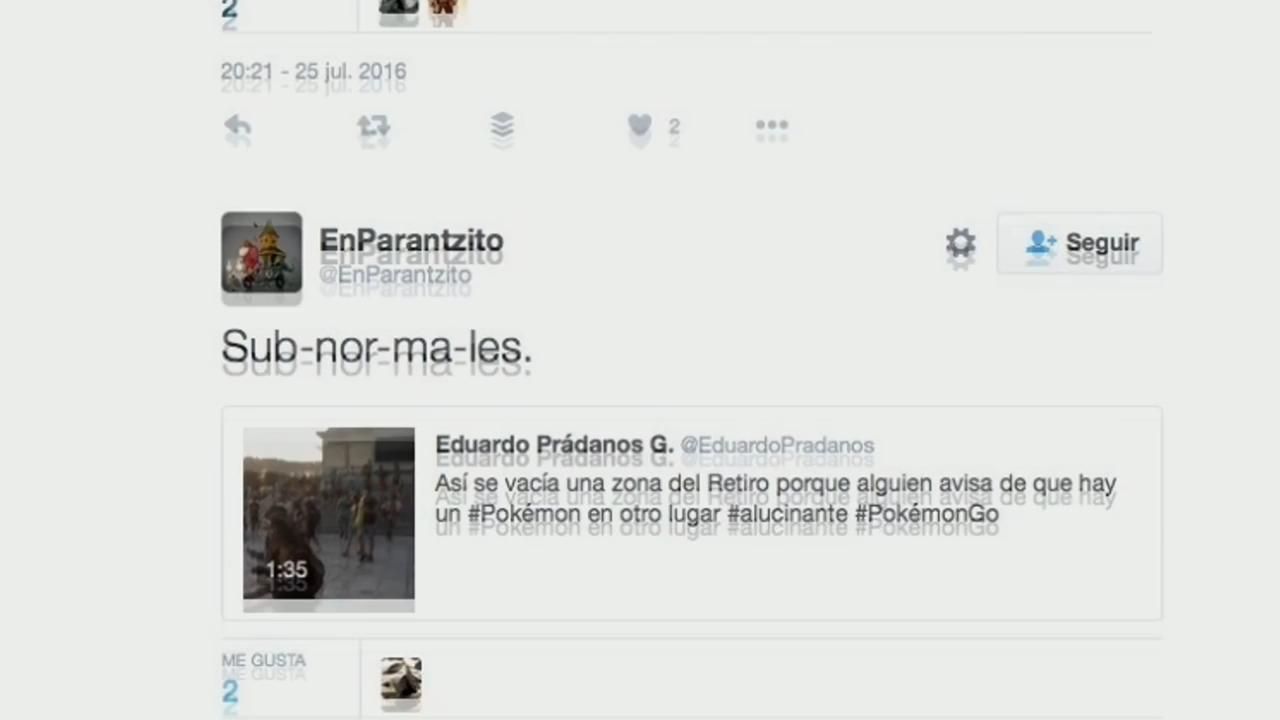 2
20:21 - 25 jul. 2016
2
EnParantzito
@EnParantzito
Seguir
Sub-nor-ma-les.
Eduardo Prádanos G. @EduardoPradanos
Así se vacía una zona del Retiro porque alguien avisa de que hay
un #Pokémon en otro lugar #alucinante #PokémonGo
1:35
ME GUSTA
2